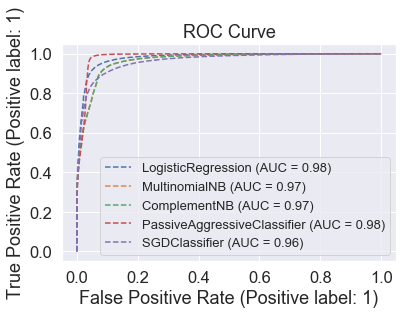 ROC Curve
True Positive Rate (Positive label: 1)
1.0
0.8
0.6
0.4
0.2
0.0
LogisticRegression (AUC = 0.98)
MultinomialNB (AUC = 0.97)
ComplementNB (AUC = 0.97)
PassiveAggressiveClassifier (AUC = 0.98)
SGDClassifier (AUC = 0.96)
0.0 0.2 0.4 0.6 0.8 1.0
False Positive Rate (Positive label: 1)